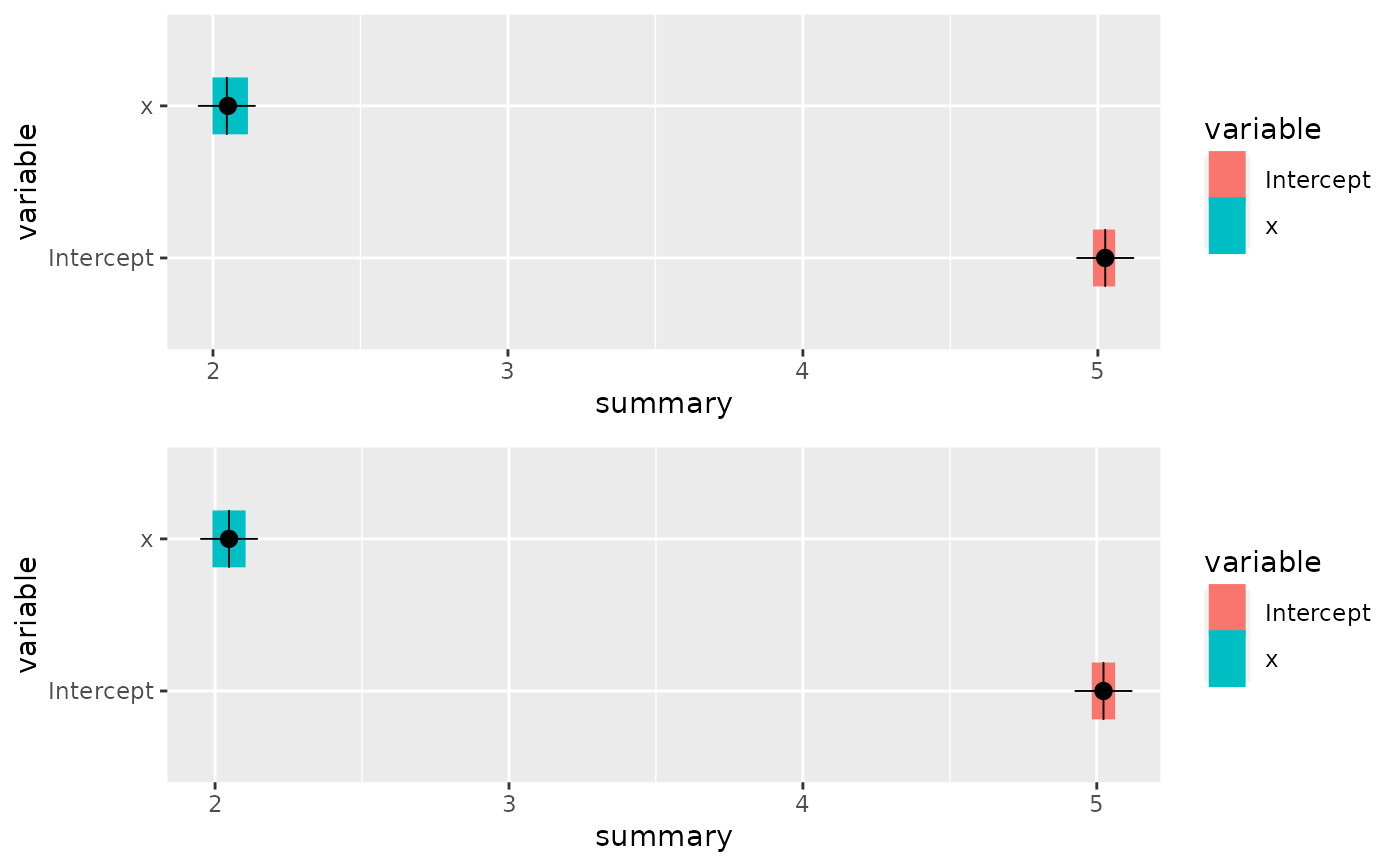 variable
x
Intercept
2 3 4 5
summary
variable
Intercept
x
variable
x
Intercept
2 3 4 5
summary
variable
Intercept
x